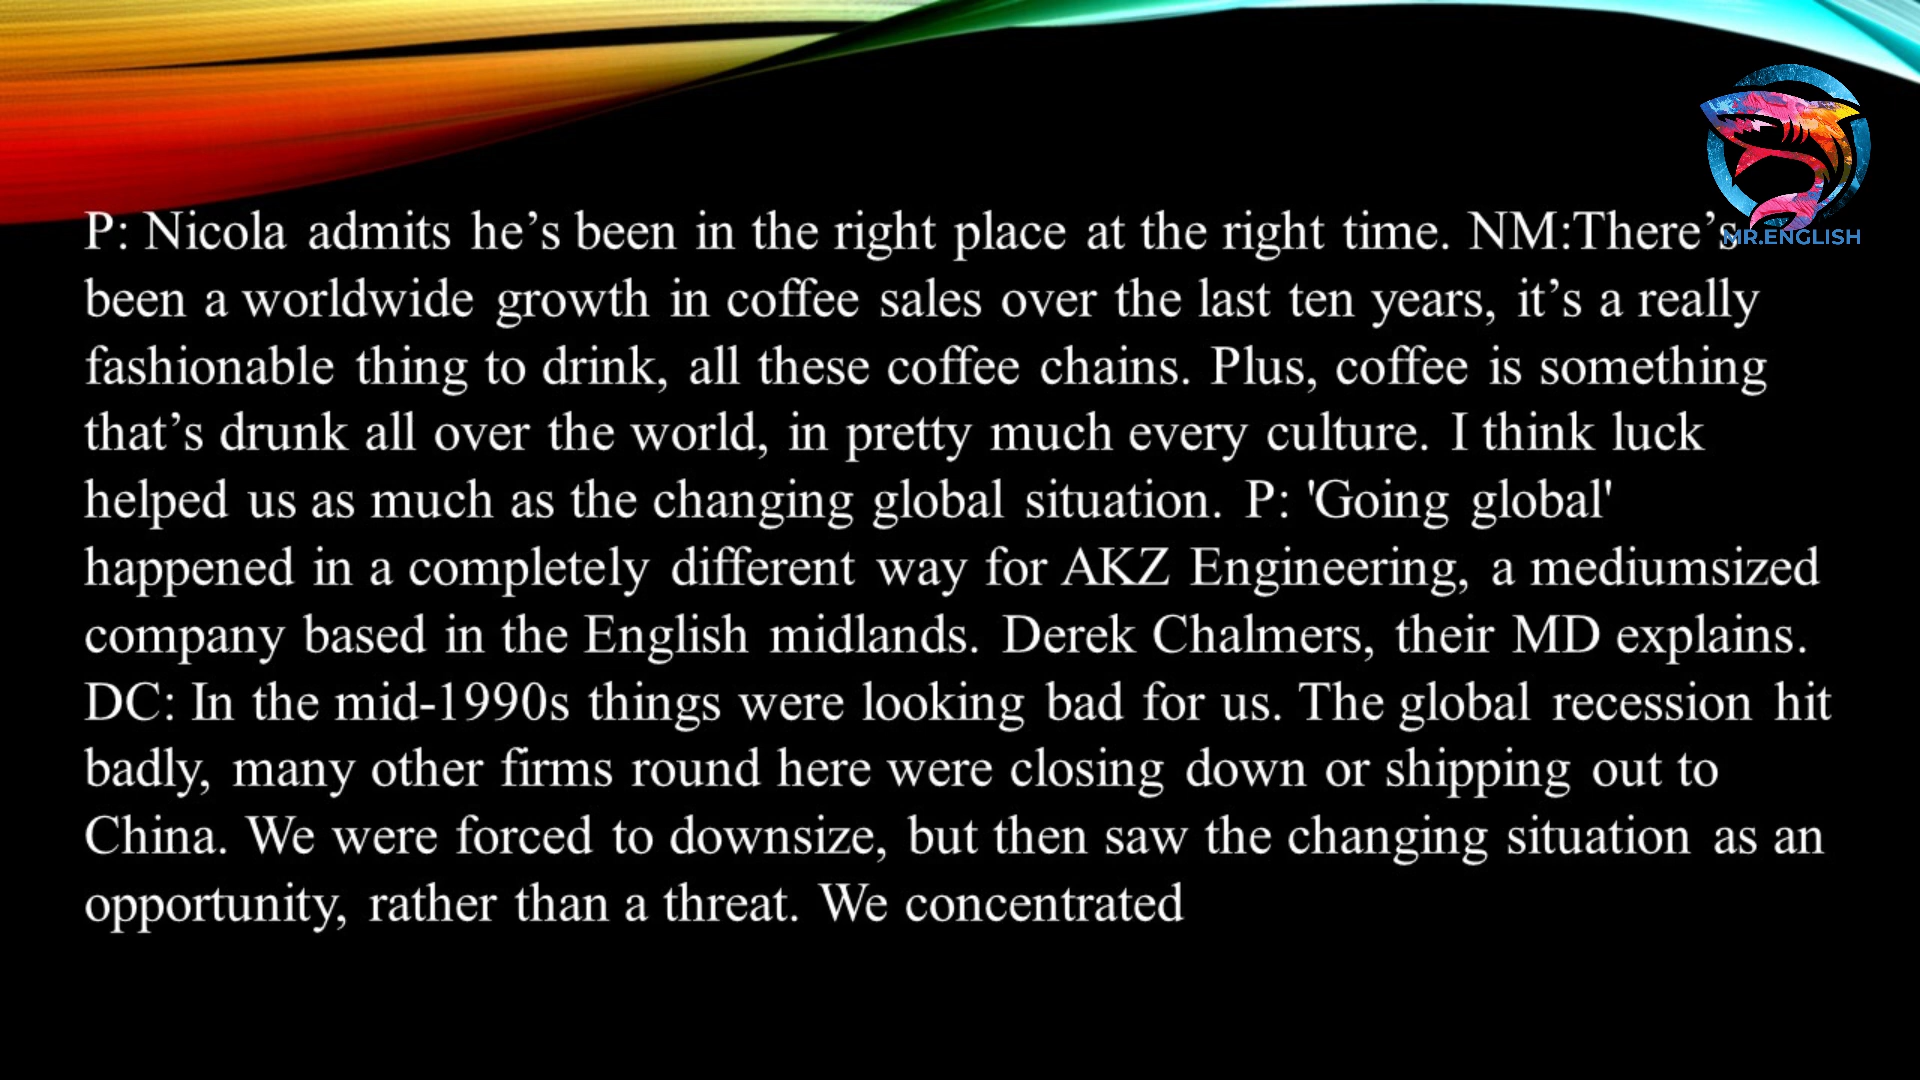 MR.ENGLISH
P: Nicola admits he’s been in the right place at the right time. NM:There’s
been a worldwide growth in coffee sales over the last ten years, it’s a really
fashionable thing to drink, all these coffee chains. Plus, coffee is something
that’s drunk all over the world, in pretty much every culture. I think luck
helped us as much as the changing global situation. P: 'Going global'
happened in a completely different way for AKZ Engineering, a mediumsized
company based in the English midlands. Derek Chalmers, their MD explains.
DC: In the mid-1990s things were looking bad for us. The global recession hit
badly, many other firms round here were closing down or shipping out to
China. We were forced to downsize, but then saw the changing situation as an
opportunity, rather than a threat. We concentrated